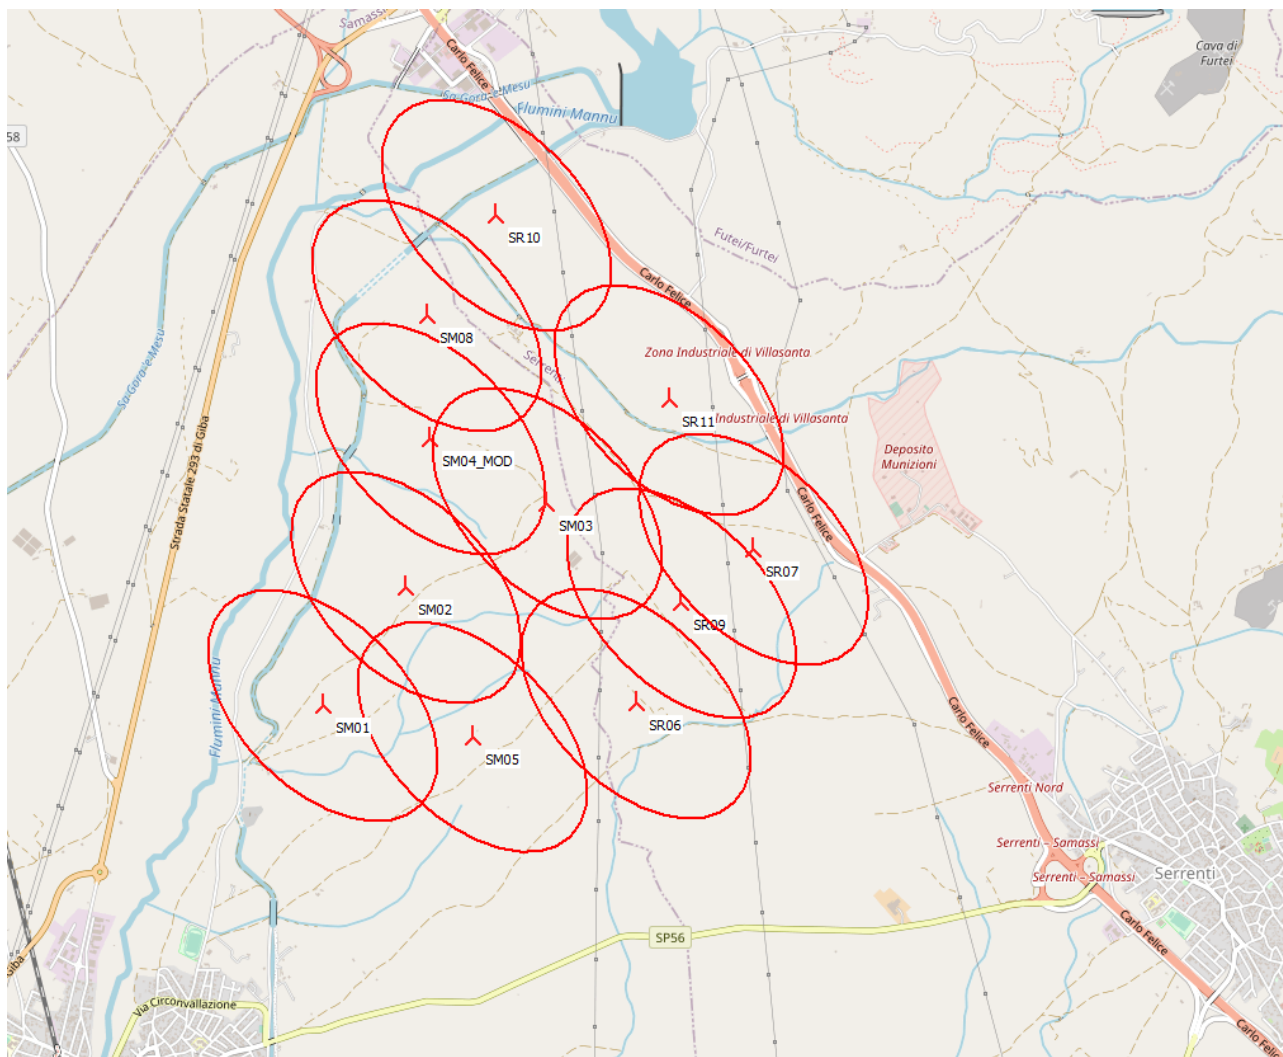 Samassi
Carlo Felice
Cava di
Furtei
Sa Gora e Mesu
Flumini Mannu
58
SR10
Futei/Furtei
Carlo Felice
SM08
Serrenti
Zona Industriale di Villasanta
Sa Gora e Mesu
SR11
Industriale di Villasanta
Strada Statale 293 di Giba
SM04_MOD
Deposito
Munizioni
SM03
Carlo Felice
SR07
SM02
SR09
Flumini Mannu
SM01
SR06
SM05
Carlo Felice
Serrenti Nord
Serrenti – Samassi
Serrenti – Samassi
Serrenti
Carlo Felice
SP56
Giba
Via Circonvallazione
Carlo Felice